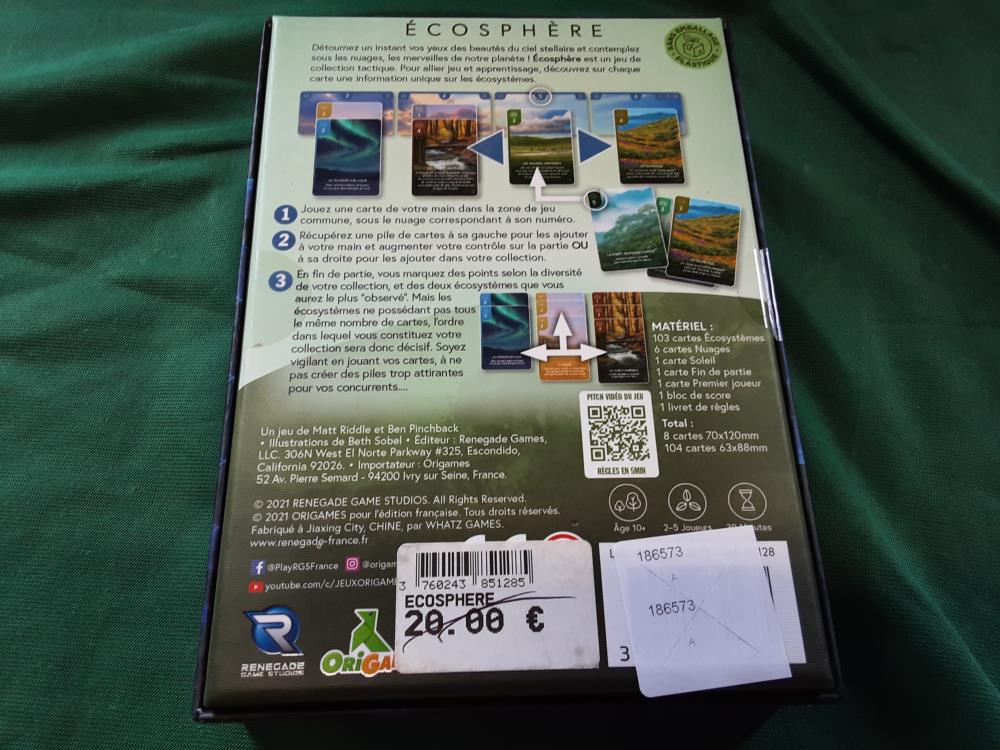 ÉCOSPHÈRE
SANS EMBALLAGE PLASTIQUE
Détournez un instant vos yeux des beautés du ciel stellaire et contemplez
sous les nuages, les merveilles de notre planète ! Écosphère est un jeu de
collection tactique. Pour allier jeu et apprentissage, découvrez sur chaque
carte une information unique sur les écosystèmes.
1 Jouez une carte de votre main dans la zone de jeu
commune, sous le nuage correspondant à son numéro.
2 Récupérez une pile de cartes à sa gauche pour les ajouter
à votre main et augmenter votre contrôle sur la partie OU
à sa droite pour les ajouter dans votre collection.
3 En fin de partie, vous marquez des points selon la diversité
de votre collection, et des deux écosystèmes que vous
aurez le plus "observé". Mais les
écosystèmes ne possédant pas tous
le même nombre de cartes, l'ordre
dans lequel vous constituez votre
collection sera donc décisif. Soyez
vigilant en jouant vos cartes, à ne
pas créer des piles trop attirantes
pour vos concurrents....
MATÉRIEL :
103 cartes Écosystèmes
6 cartes Nuages
1 carte Soleil
1 carte Fin de partie
1 carte Premier joueur
1 bloc de score
1 livret de règles
Total :
8 cartes 70x120mm
104 cartes 63x88mm
PITCH VIDÉO DU JEU
RÈGLES EN 5MIN
Un jeu de Matt Riddle et Ben Pinchback
• Illustrations de Beth Sobel • Éditeur : Renegade Games,
LLC. 306N West El Norte Parkway #325, Escondido,
California 92026. • Importateur : Origames
52 Av. Pierre Semard - 94200 Ivry sur Seine, France.
© 2021 RENEGADE GAME STUDIOS. All Rights Reserved.
© 2021 ORIGAMES pour l'édition française. Tous droits réservés.
Fabriqué à Jiaxing City, CHINE, par WHATZ GAMES.
www.renegade-france.fr
Âge 10+
2-5 Joueurs
@PlayRGSFrance
@origam
youtube.com/c/JEUXORIGAME
RENEGADE
GAME STUDIOS
ORIGA
3 760243 851285
ECOSPHERE
20.00 €
128
186573
A
186573
A
3